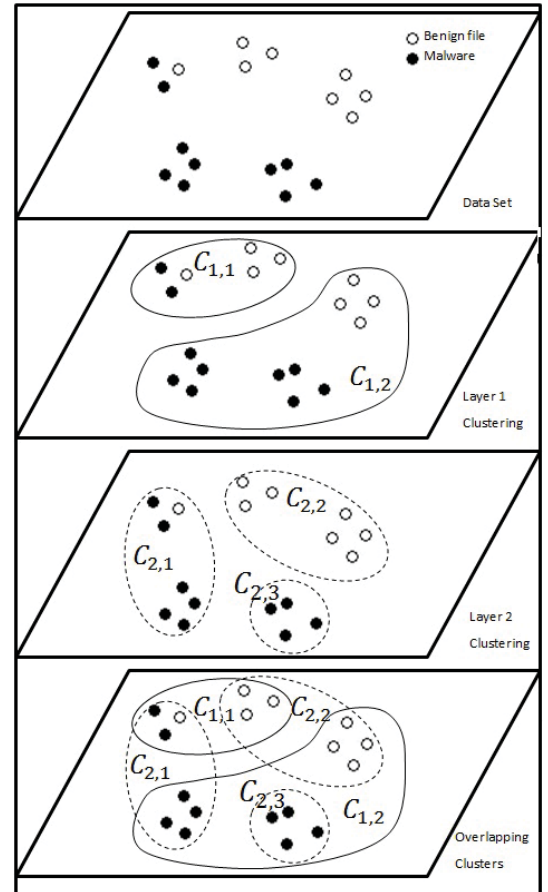 Benign file
Malware
Data Set
C1,1
C1,2
Layer 1
Clustering
C2,2
C2,1
C2,3
Layer 2
Clustering
C1,1
C2,2
C2,1
C2,3
C1,2
Overlapping
Clusters